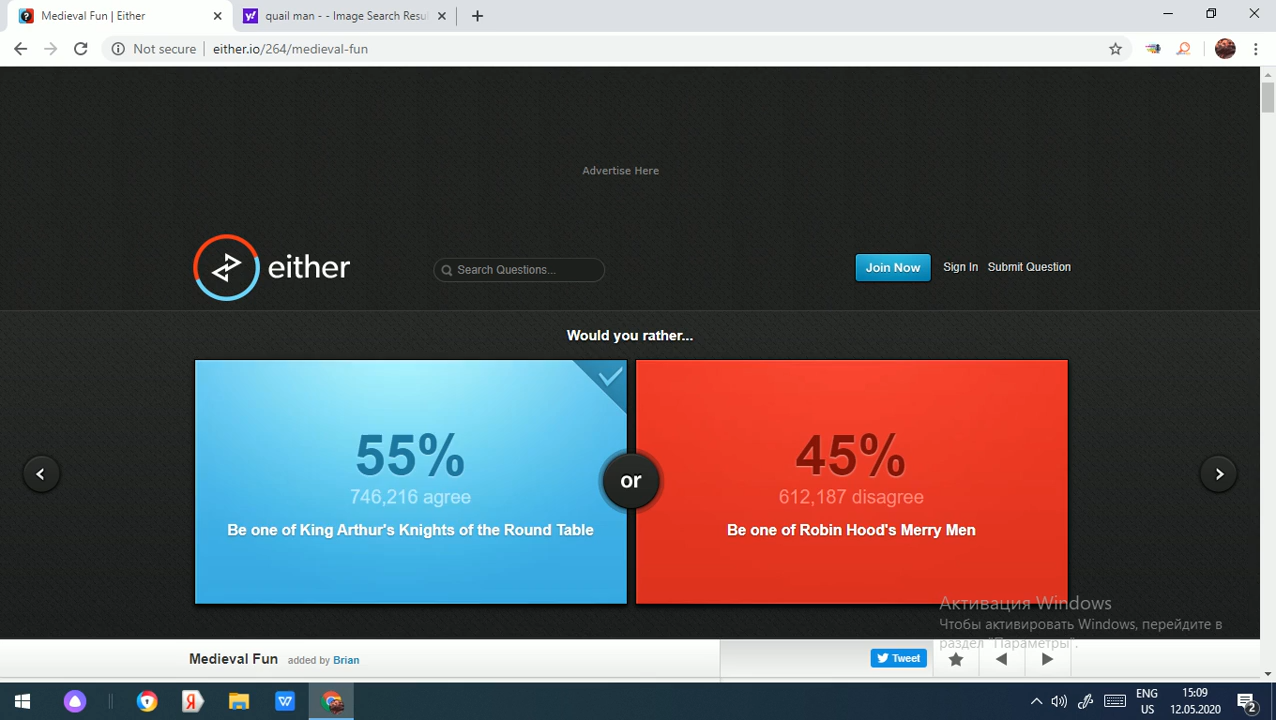 Medieval Fun | Either
quail man - - Image Search Resu
Not secure
either.io/264/medieval-fun
Advertise Here
either
Search Questions...
Join Now
Sign In
Submit Question
Would you rather...
55%
746,216 agree
Be one of King Arthur's Knights of the Round Table
or
45%
612,187 disagree
Be one of Robin Hood's Merry Men
Активация Windows
Чтобы активировать Windows, перейдите в
раздел "Параметры".
Medieval Fun added by Brian
Tweet
ENG
US
15:09
12.05.2020
2